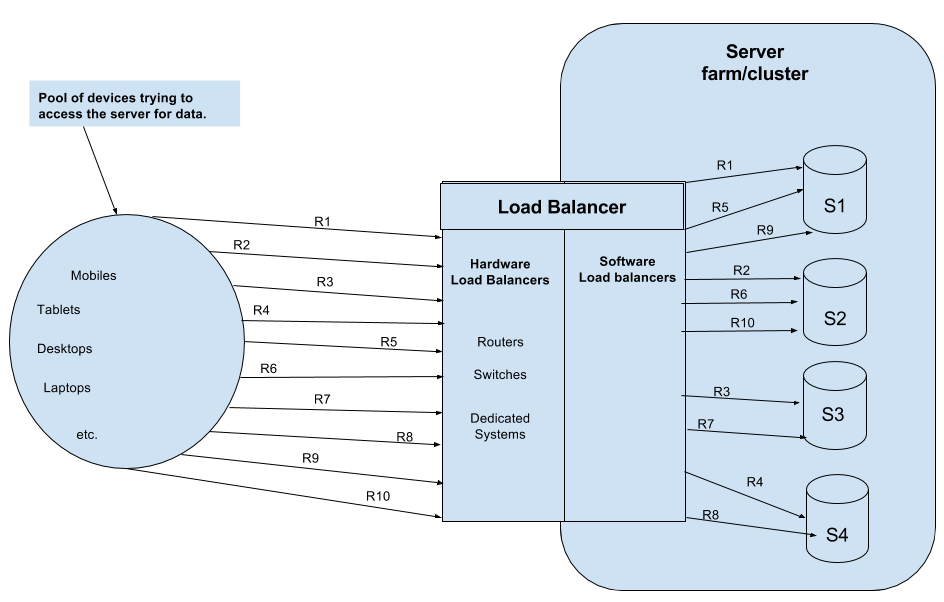 Server
farm/cluster
Pool of devices trying to
access the server for data.
Mobiles
Tablets
Desktops
Laptops
etc.
R1
R2
R3
R4
R5
R6
R7
R8
R9
R10
Load Balancer
Hardware
Load Balancers
Routers
Switches
Dedicated
Systems
Software
Load balancers
R1
R5
R9
S1
R2
R6
R10
S2
R3
R7
S3
R4
R8
S4